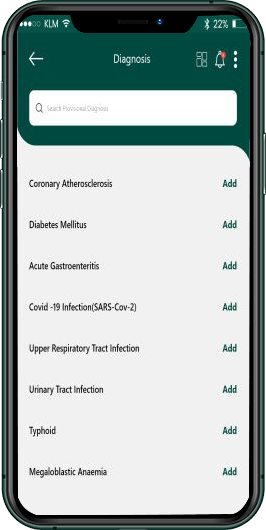 KLM 22%
Diagnosis
Search Provisional Diagnosis
Coronary Atherosclerosis Add
Diabetes Mellitus Add
Acute Gastroenteritis Add
Covid -19 Infection(SARS-Cov-2) Add
Upper Respiratory Tract Infection Add
Urinary Tract Infection Add
Typhoid Add
Megaloblastic Anaemia Add